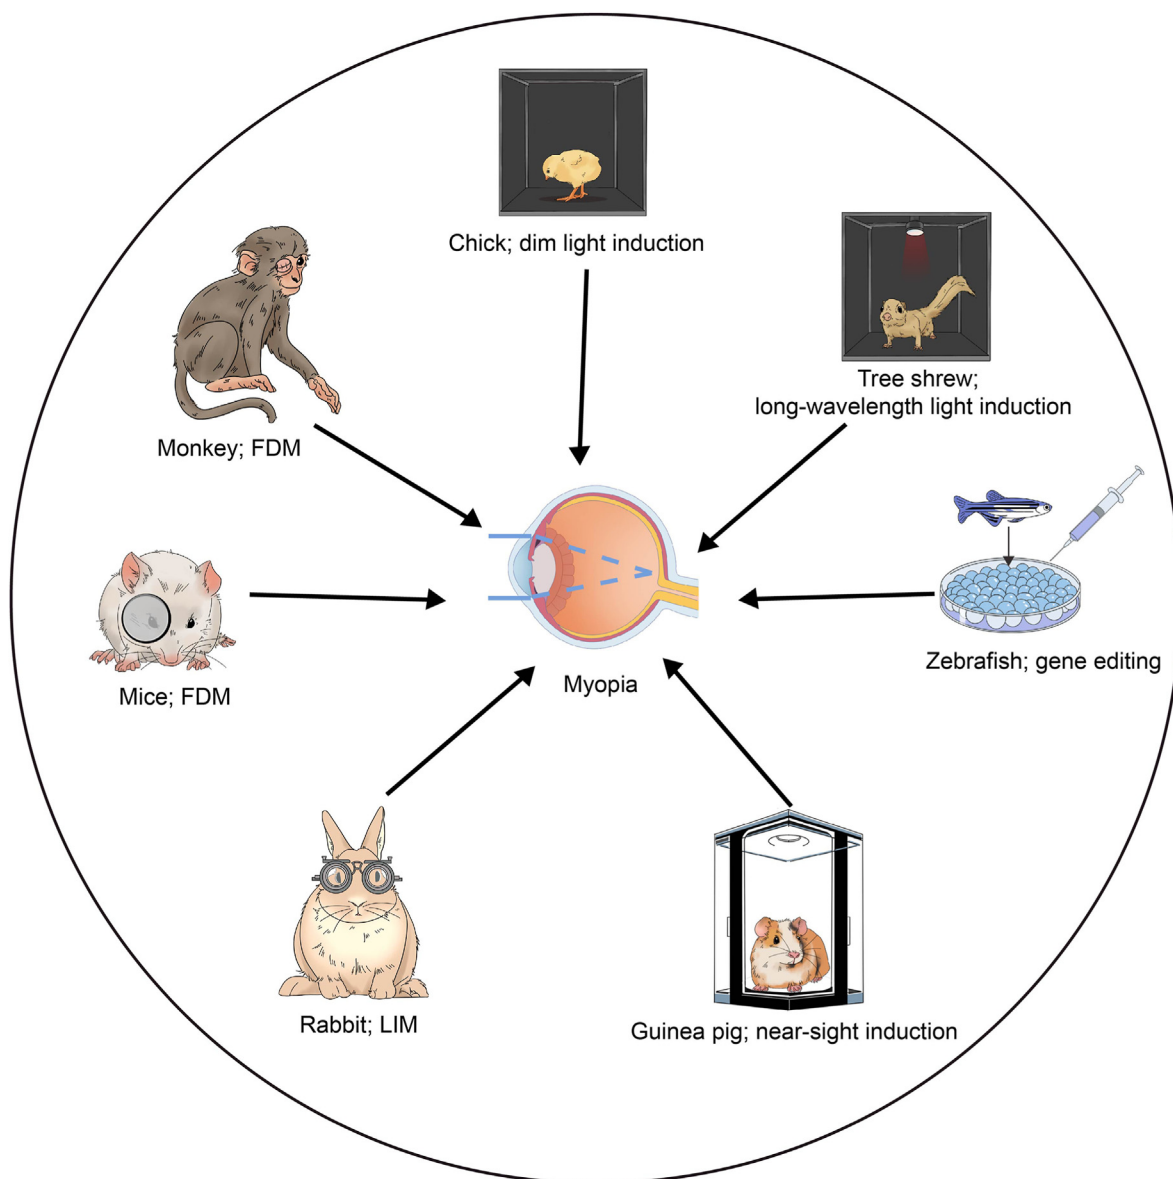 Chick; dim light induction
Tree shrew;
long-wavelength light induction
Monkey; FDM
Zebrafish; gene editing
Mice; FDM
Myopia
Rabbit; LIM
Guinea pig; near-sight induction